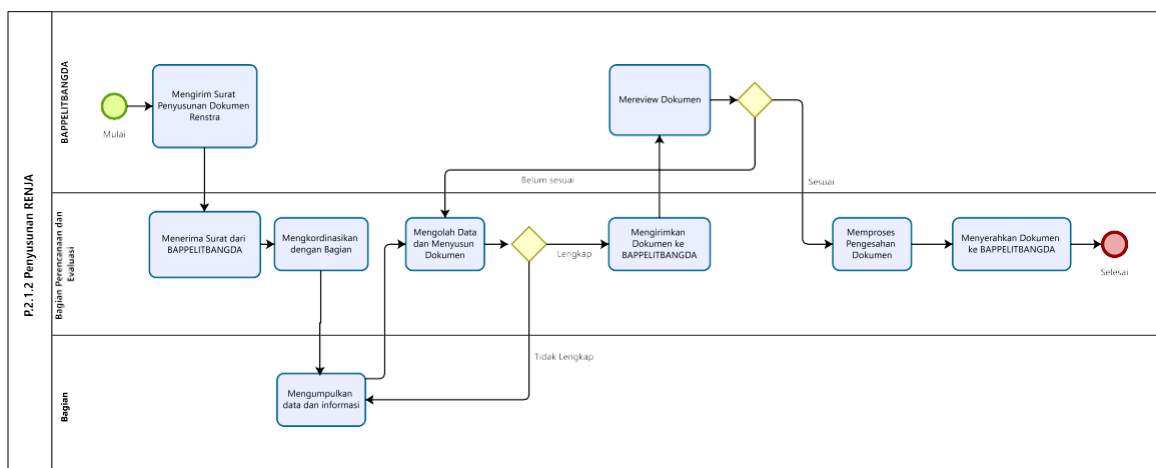 P.2.1.2 Penyusunan RENJA
BAPPELITBANGDA
Mulai
Mengirim Surat
Penyusunan Dokumen
Renstra
Mereview Dokumen
Belum sesuai
Sesuai
Bagian Perencanaan dan
Evaluasi
Menerima Surat dari
BAPPELITBANGDA
Mengkordinasikan
dengan Bagian
Mengolah Data
dan Menyusun
Dokumen
Lengkap
Mengirimkan
Dokumen ke
BAPPELITBANGDA
Memproses
Pengesahan
Dokumen
Menyerahkan Dokumen
ke BAPPELITBANGDA
Selesai
Tidak Lengkap
Bagian
Mengumpulkan
data dan informasi